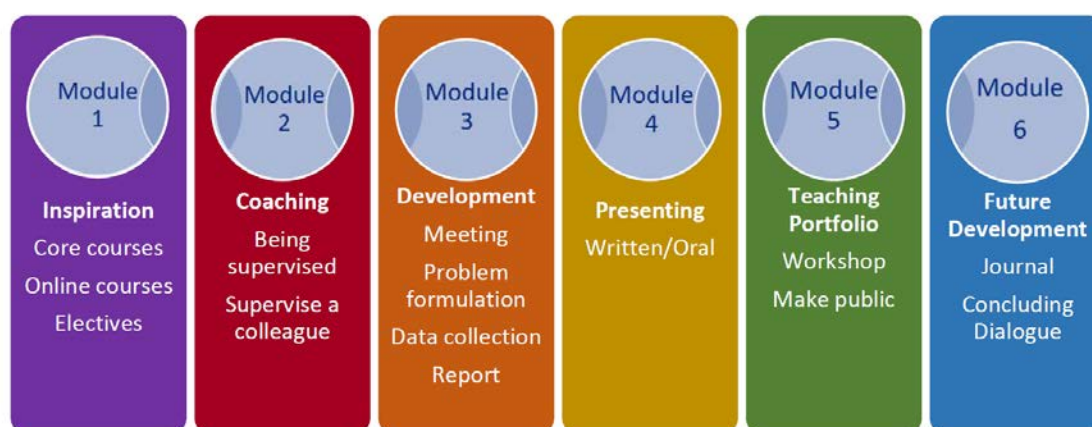 Module
1
Inspiration
Core courses
Online courses
Electives
Module
2
Coaching
Being
supervised
Supervise a
colleague
Module
3
Development
Meeting
Problem
formulation
Data collection
Report
Module
4
Presenting
Written/Oral
Module
5
Teaching
Portfolio
Workshop
Make public
Module
6
Future
Development
Journal
Concluding
Dialogue